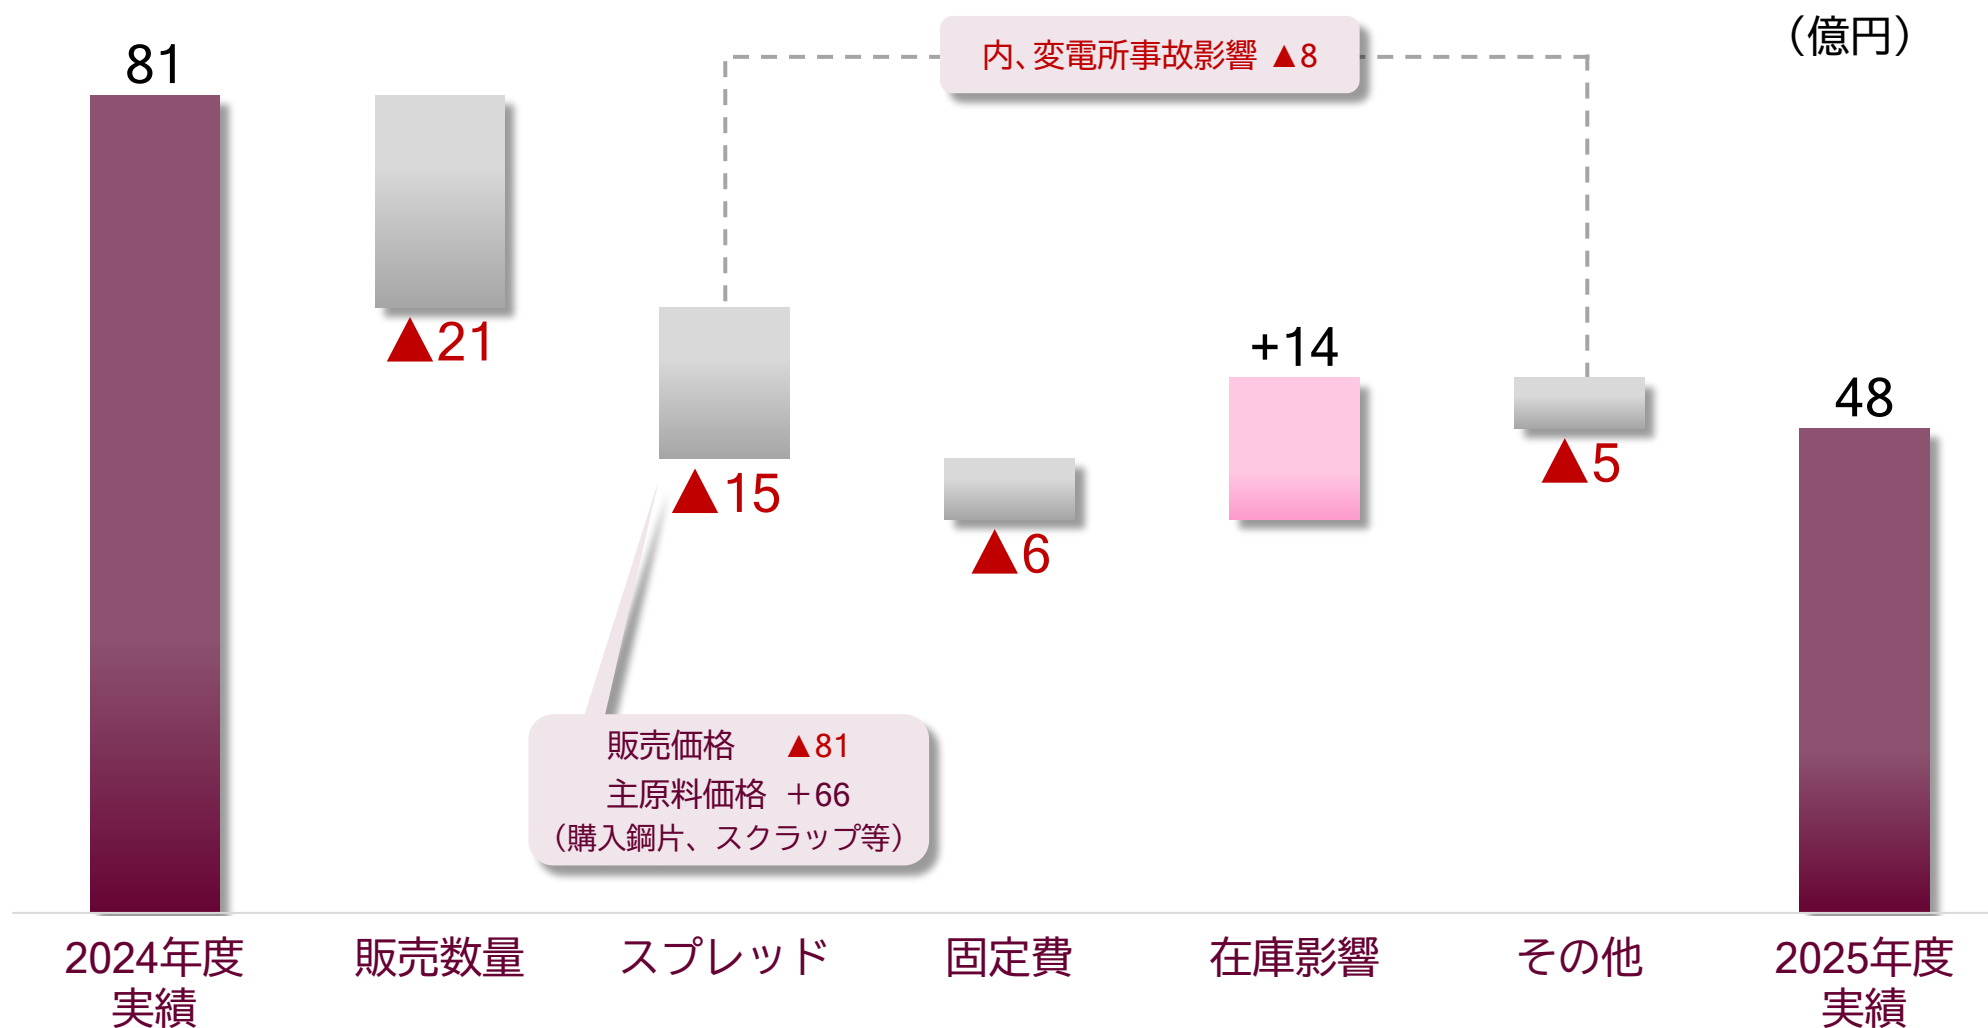 (億円)
内、変電所事故影響 ▲8
81
▲21
▲15
▲6
+14
▲5
48
販売価格 ▲81
主原料価格 +66
(購入鋼片、スクラップ等)
2024年度
実績
販売数量
スプレッド
固定費
在庫影響
その他
2025年度
実績